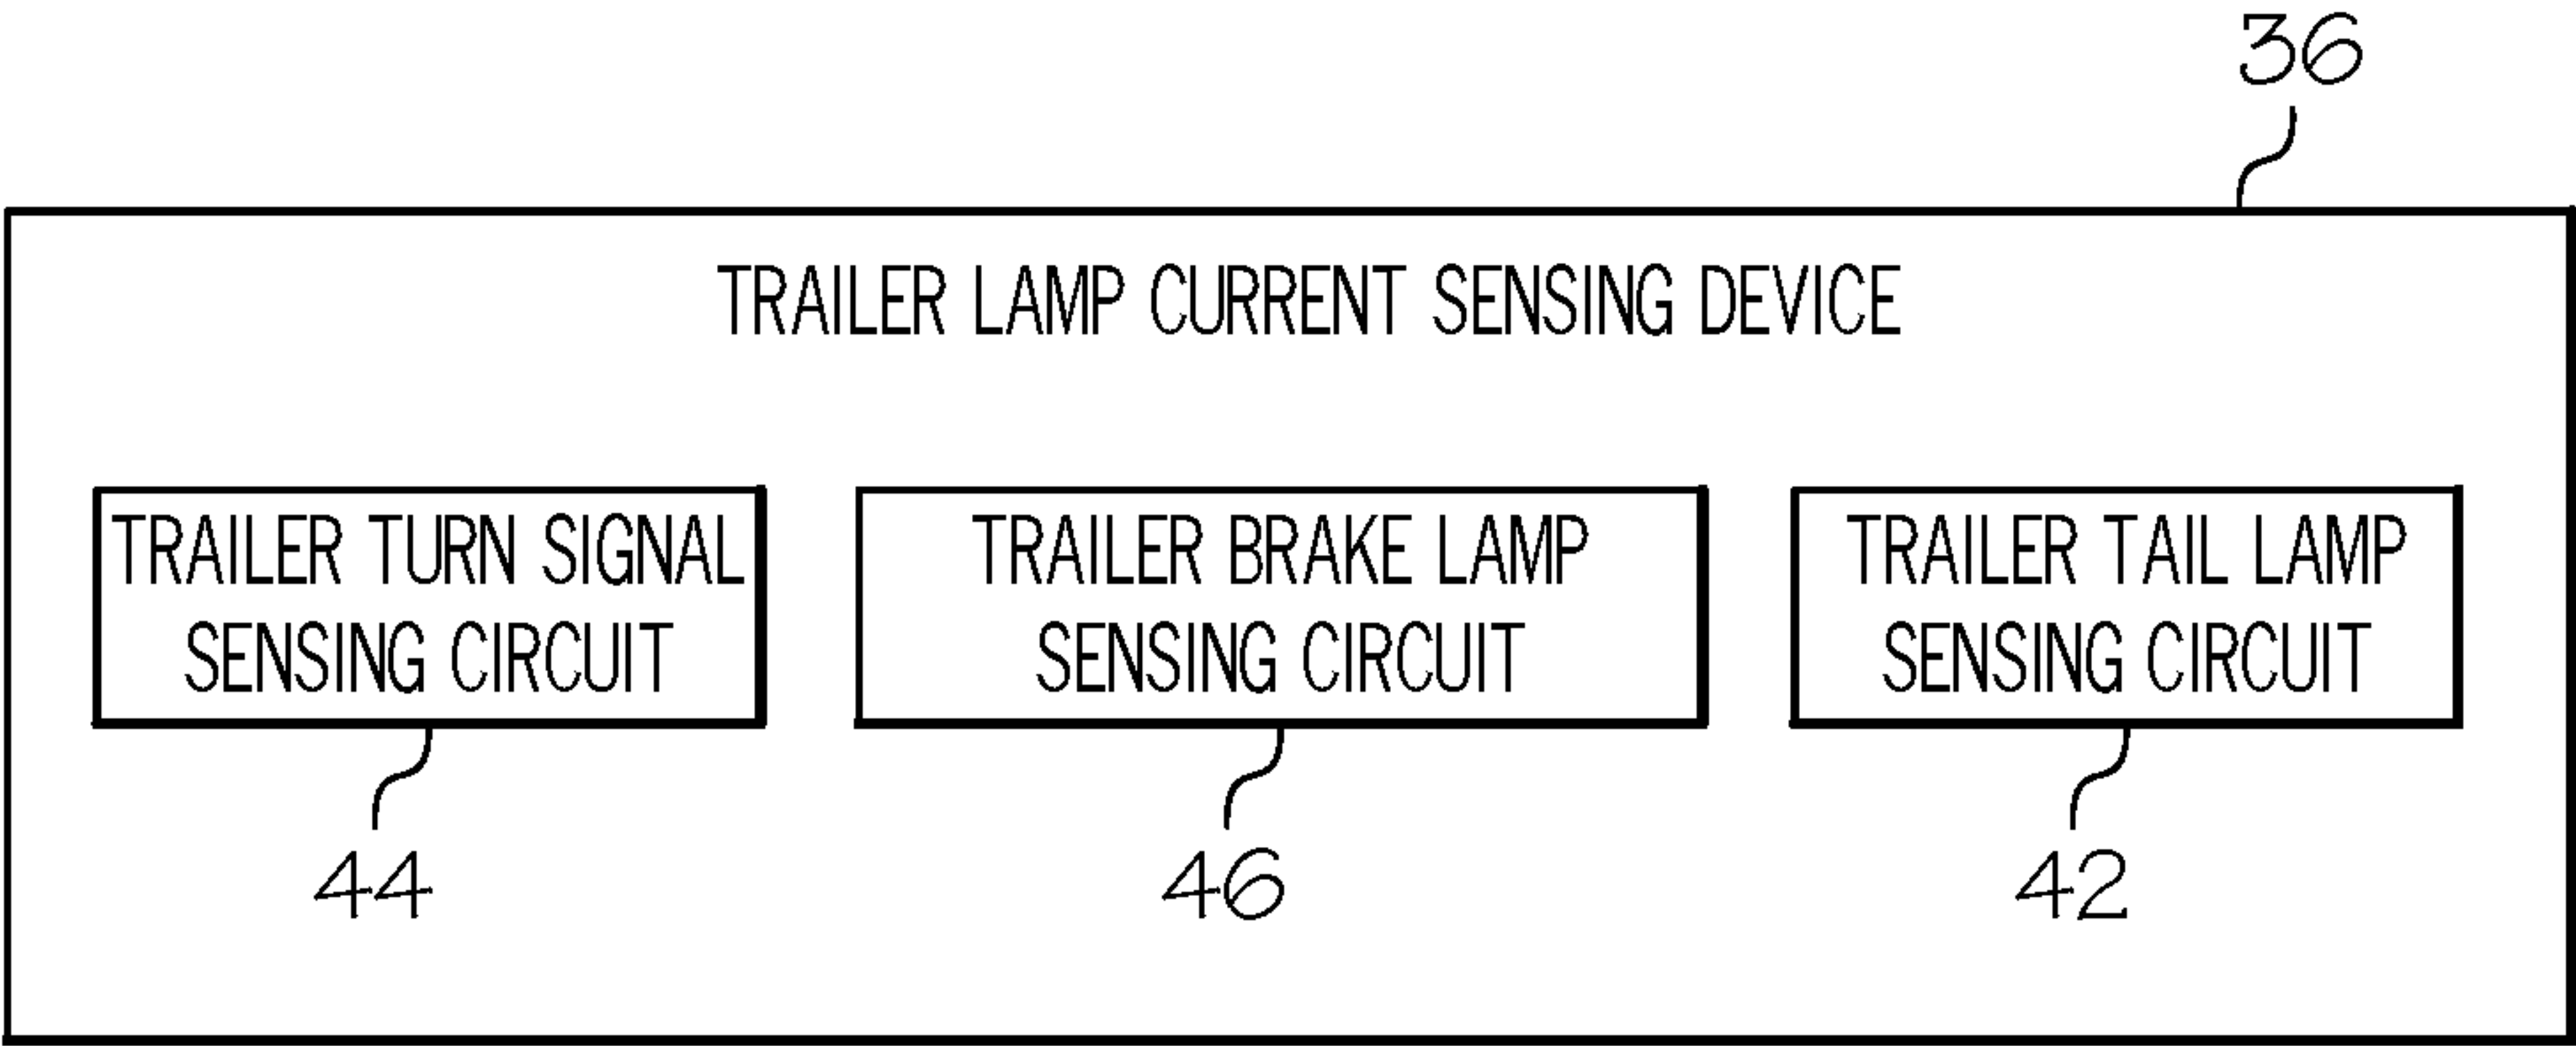 36
TRAILER LAMP CURRENT SENSING DEVICE
TRAILER TURN SIGNAL
SENSING CIRCUIT
TRAILER BRAKE LAMP
SENSING CIRCUIT
TRAILER TAIL LAMP
SENSING CIRCUIT
44
46
42